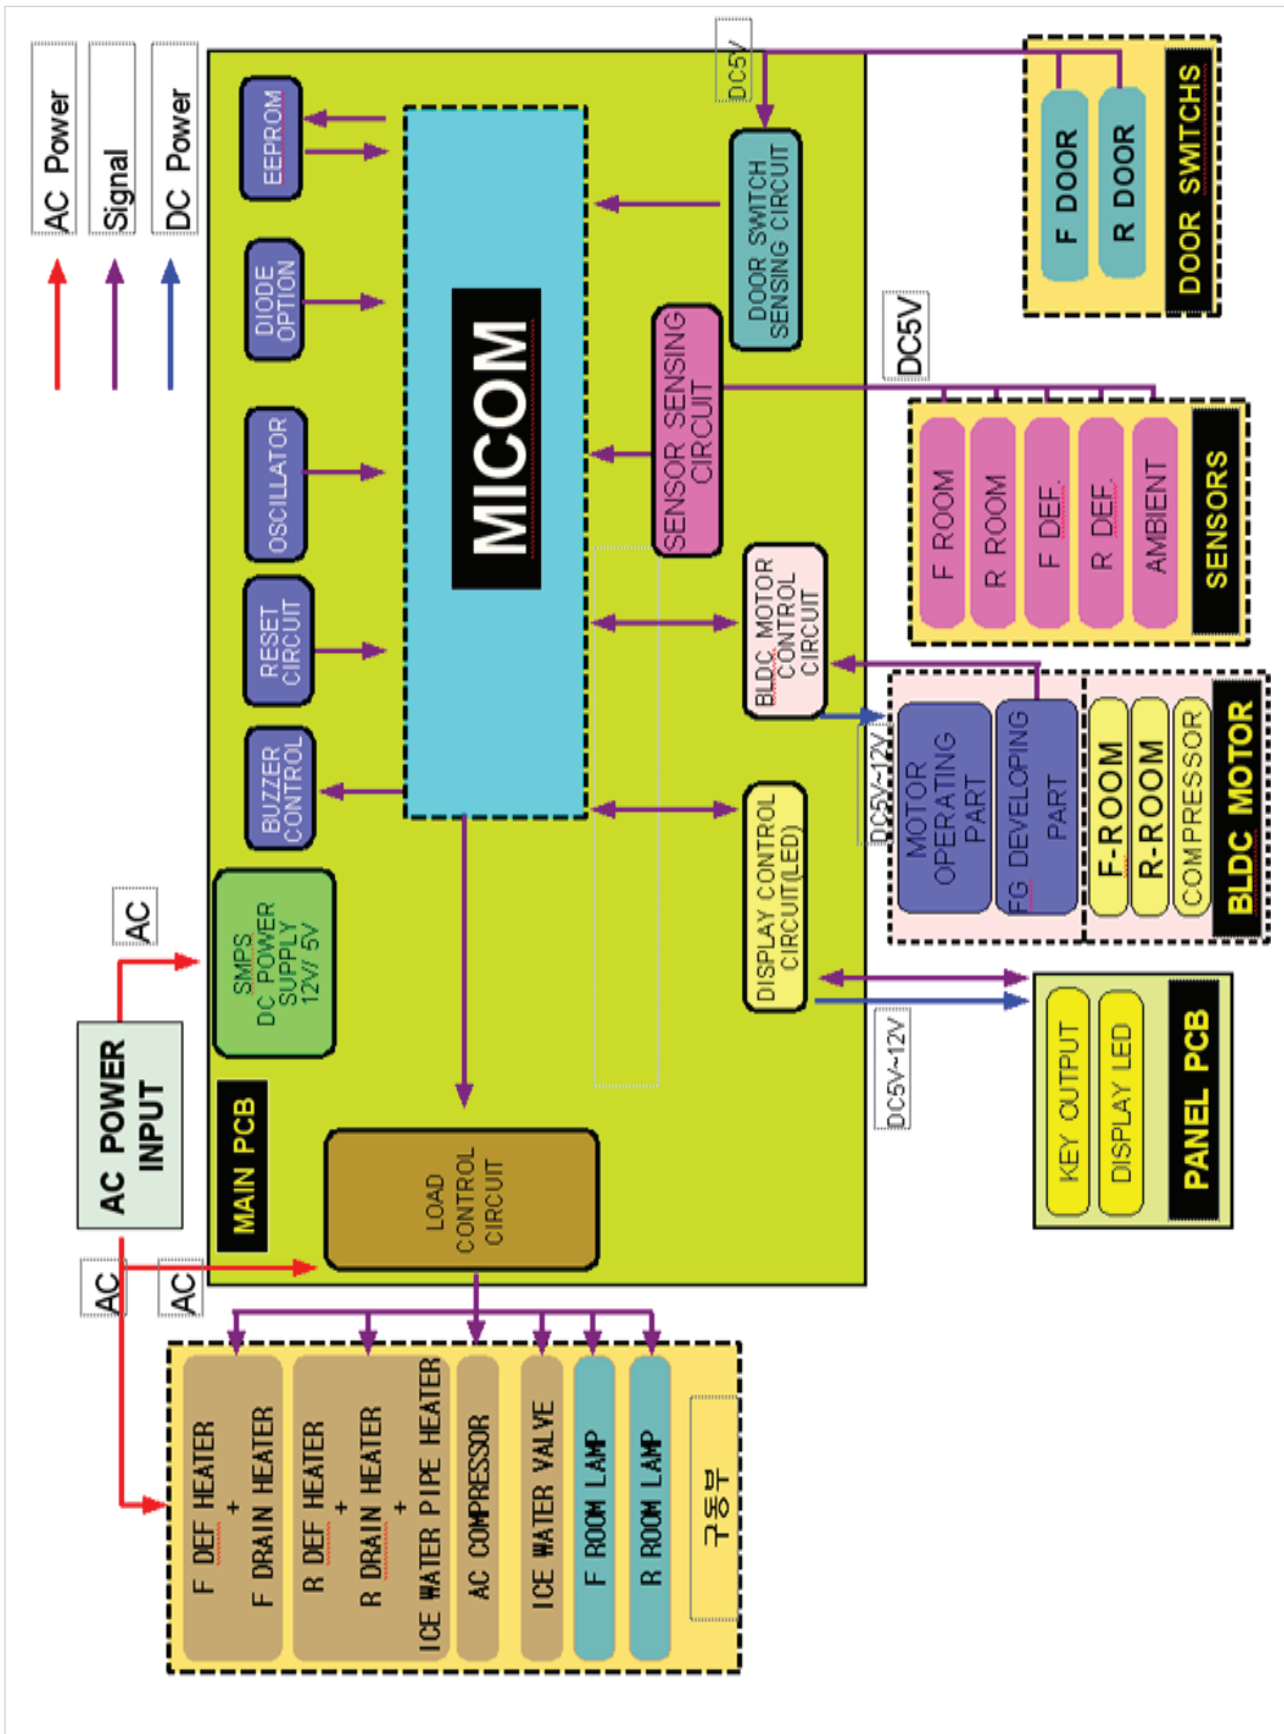 AC Power
Signal
DC Power
AC POWER
INPUT
AC
AC
AC
MAIN PCB
SMPS
DC POWER
SUPPLY
12V/ 5V
BUZZER
CONTROL
RESET
CIRCUIT
OSCILLATOR
DIODE
OPTION
EEPROM
MICOM
LOAD
CONTROL
CIRCUIT
DISPLAY CONTROL
CIRCUIT(LED)
BLDC MOTOR
CONTROL
CIRCUIT
SENSOR SENSING
CIRCUIT
DOOR SWITCH
SENSING CIRCUIT
DC5V
DC5V
DC5V~12V
DC5V~12V
F DEF HEATER
+
F DRAIN HEATER
R DEF HEATER
+
R DRAIN HEATER
+
ICE WATER PIPE HEATER
AC COMPRESSOR
ICE WATER VALVE
F ROOM LAMP
R ROOM LAMP
구동부
KEY OUTPUT
DISPLAY LED
PANEL PCB
MOTOR
OPERATING
PART
FG DEVELOPING
PART
F-ROOM
R-ROOM
COMPRESSOR
BLDC MOTOR
F ROOM
R ROOM
F DEF.
R DEF.
AMBIENT
SENSORS
F DOOR
R DOOR
DOOR SWITCHS